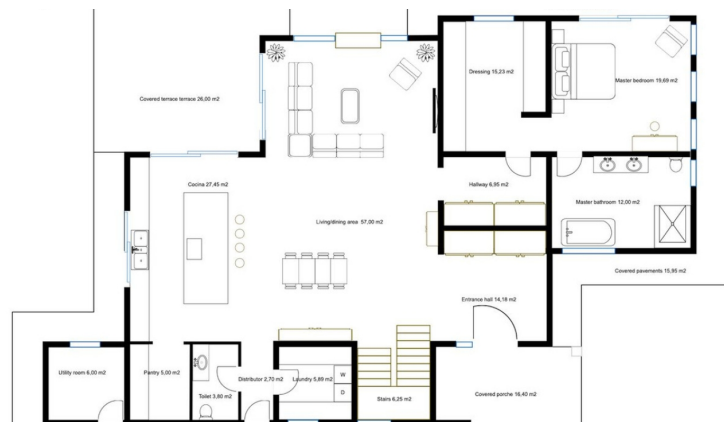 Dressing 15,23 m2
Master bedroom 19,69 m2
Covered terrace terrace 26,00 m2
Cocina 27,45 m2
Hallway 6,95 m2
Master bathroom 12,00 m2
Living/dining area 57,00 m2
Covered pavements 15,95 m2
Entrance hall 14,18 m2
Utility room 6,00 m2
Pantry 5,00 m2
Distributor 2,70 m2
Laundry 5,89 m2
W
D
Toilet 3,80 m2
Stairs 6,25 m2
Covered porche 16,40 m2